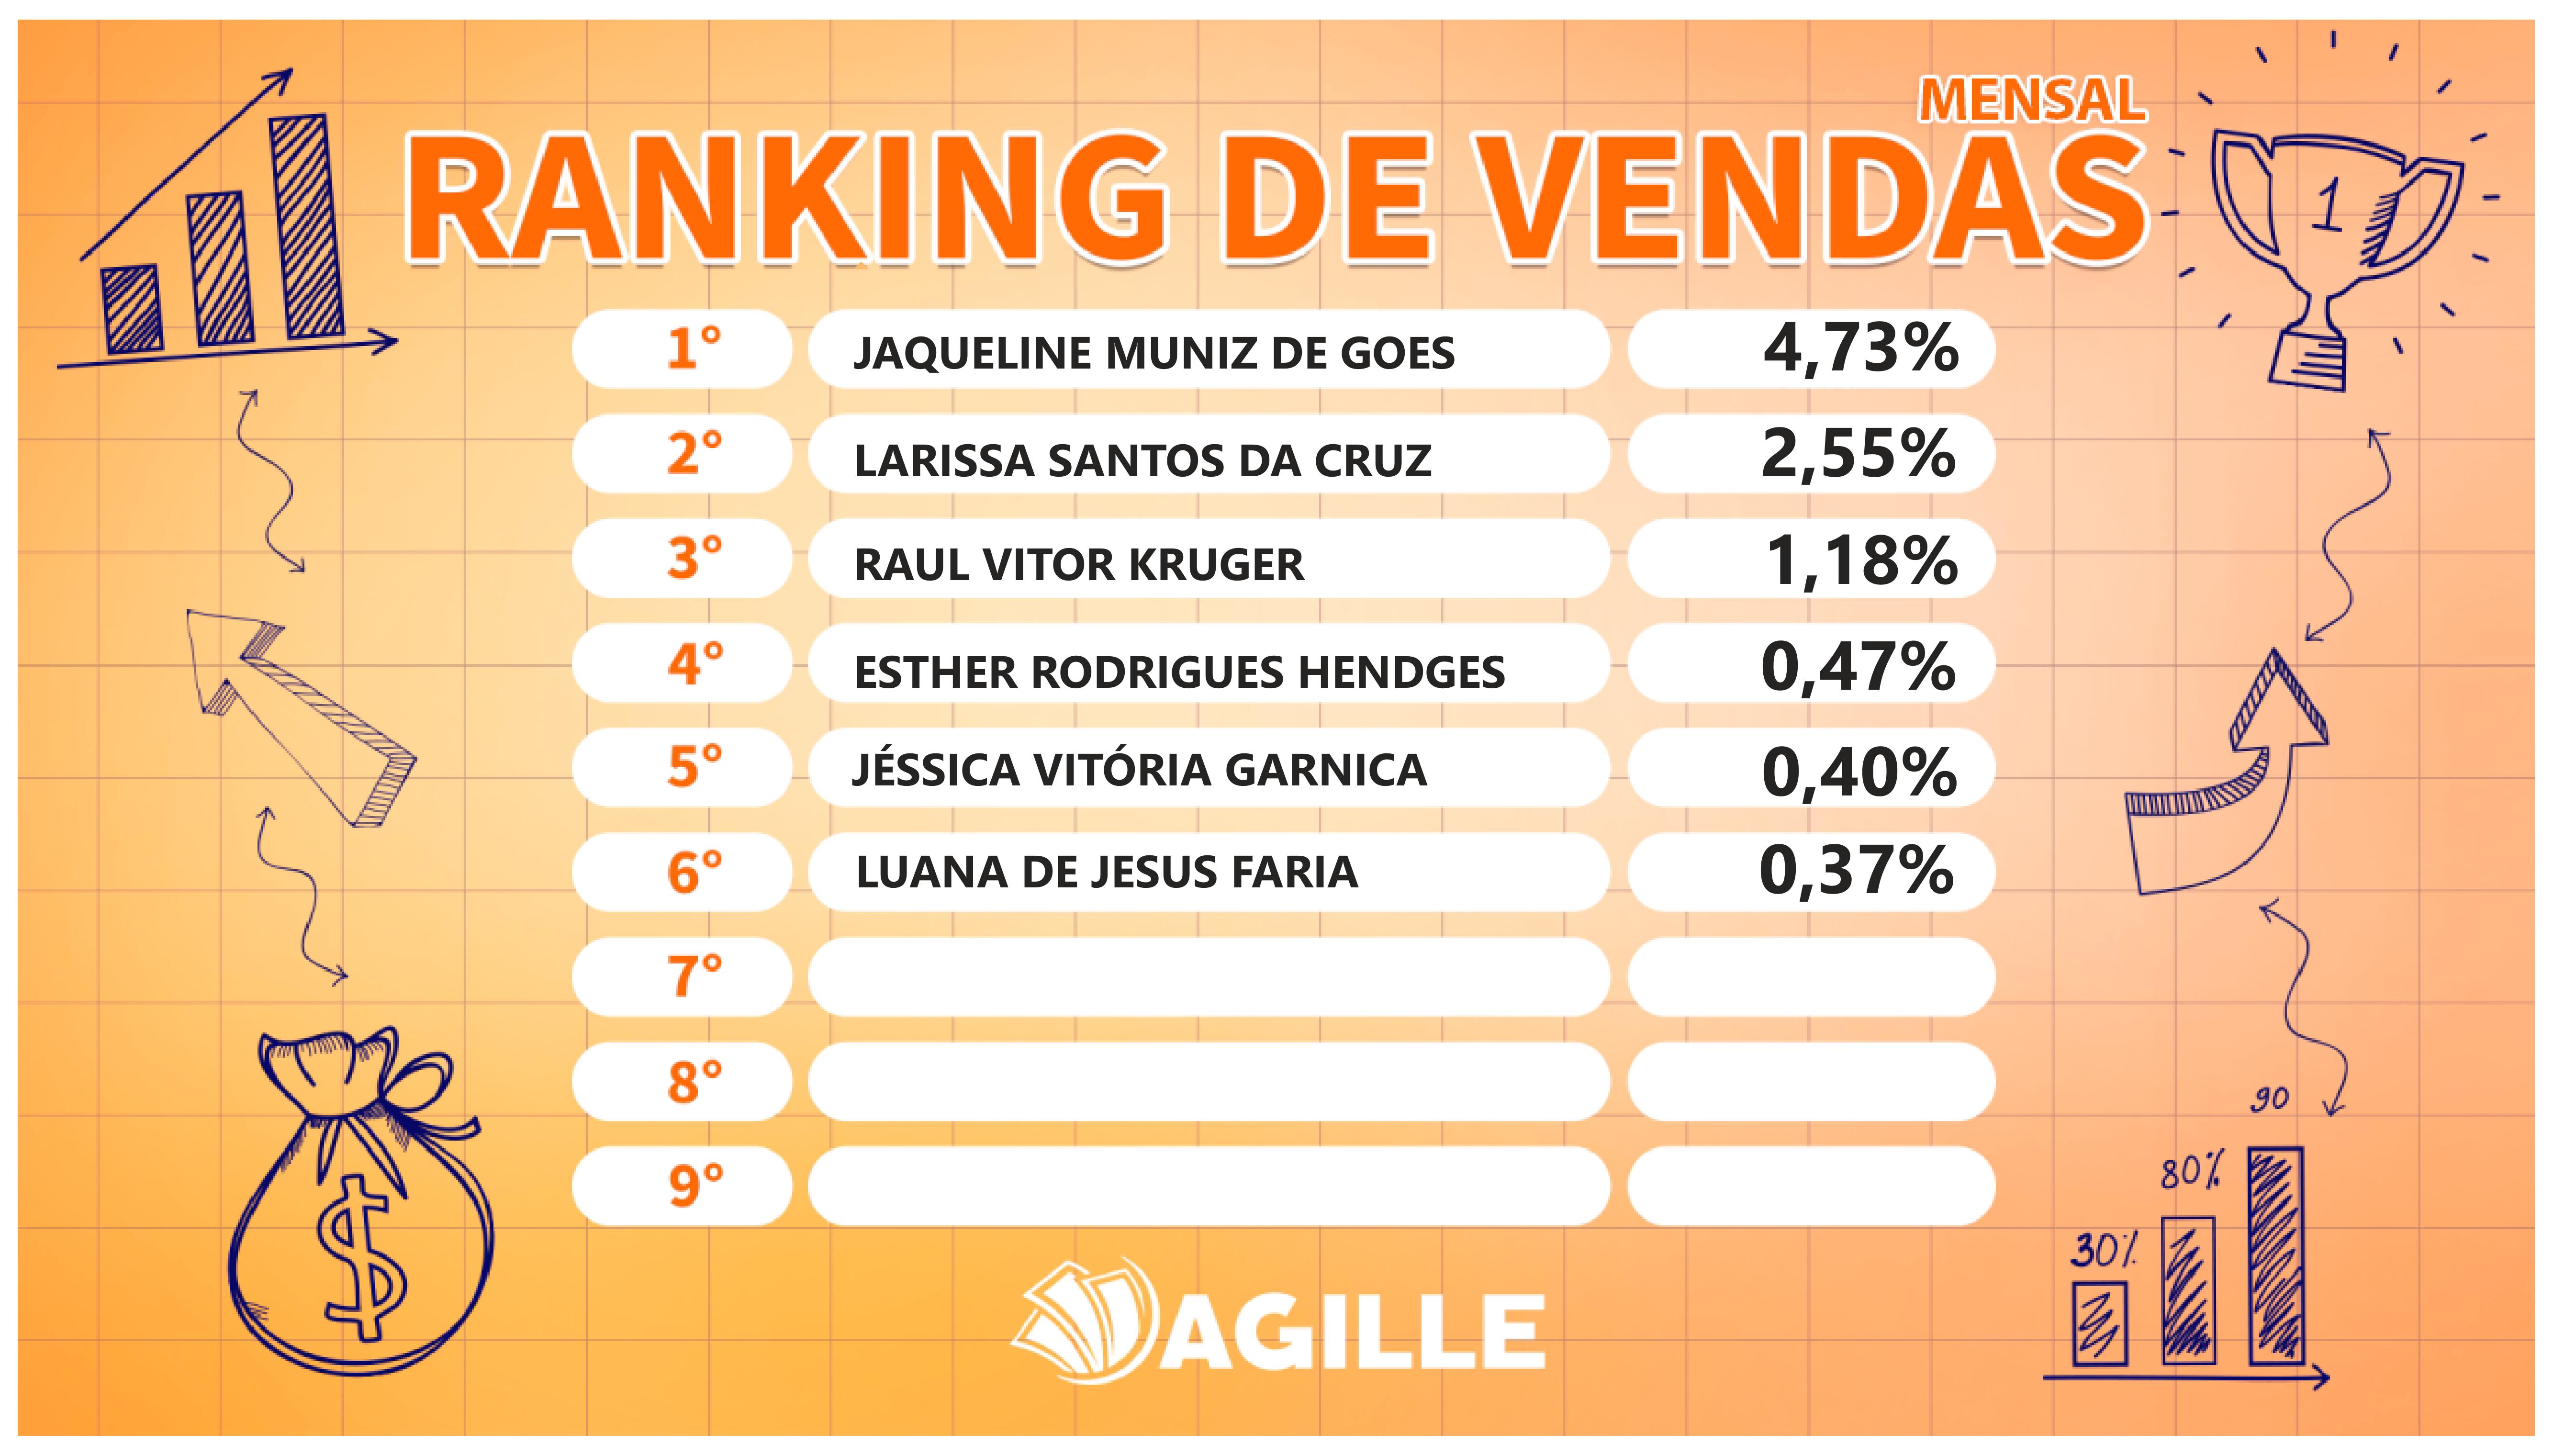 MENSAL
RANKING DE VENDAS
1
1° JAQUELINE MUNIZ DE GOES 4,73%
2° LARISSA SANTOS DA CRUZ 2,55%
3° RAUL VITOR KRUGER 1,18%
4° ESTHER RODRIGUES HENDGES 0,47%
5° JÉSSICA VITÓRIA GARNICA 0,40%
6° LUANA DE JESUS FARIA 0,37%
7°
8°
9°
$
30%
80%
90
AGILLE